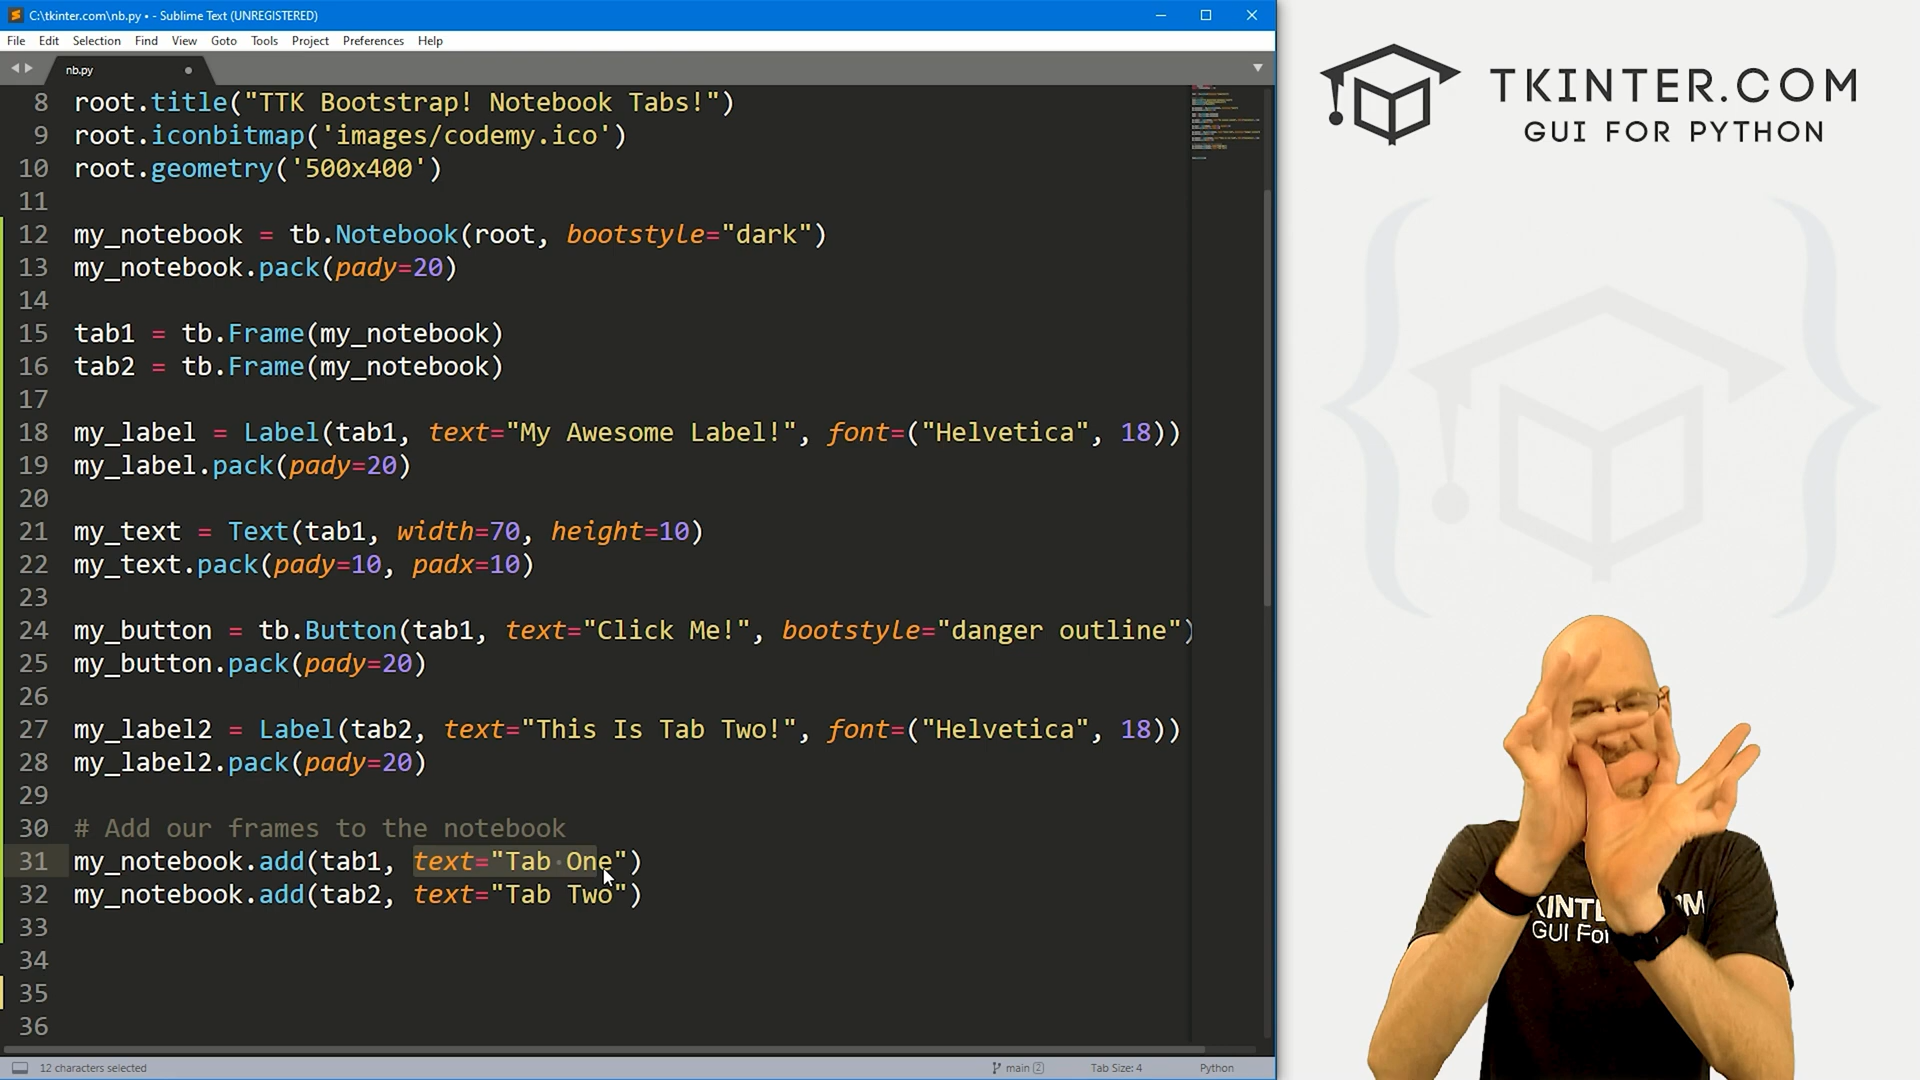 C:\tkinter.com\nb.py • - Sublime Text (UNREGISTERED)
File Edit Selection Find View Goto Tools Project Preferences Help
nb.py
8 root.title("TTK Bootstrap! Notebook Tabs!")
9 root.iconbitmap('images/codemy.ico')
10 root.geometry('500x400')
11
12 my_notebook = tb.Notebook(root, bootstyle="dark")
13 my_notebook.pack(pady=20)
14
15 tab1 = tb.Frame(my_notebook)
16 tab2 = tb.Frame(my_notebook)
17
18 my_label = Label(tab1, text="My Awesome Label!", font=("Helvetica", 18))
19 my_label.pack(pady=20)
20
21 my_text = Text(tab1, width=70, height=10)
22 my_text.pack(pady=10, padx=10)
23
24 my_button = tb.Button(tab1, text="Click Me!", bootstyle="danger outline")
25 my_button.pack(pady=20)
26
27 my_label2 = Label(tab2, text="This Is Tab Two!", font=("Helvetica", 18))
28 my_label2.pack(pady=20)
29
30 # Add our frames to the notebook
31 my_notebook.add(tab1, text="Tab One")
32 my_notebook.add(tab2, text="Tab Two")
33
34
35
36
12 characters selected
main 2
Tab Size: 4
Python
TKINTER.COM
GUI FOR PYTHON
GUI For